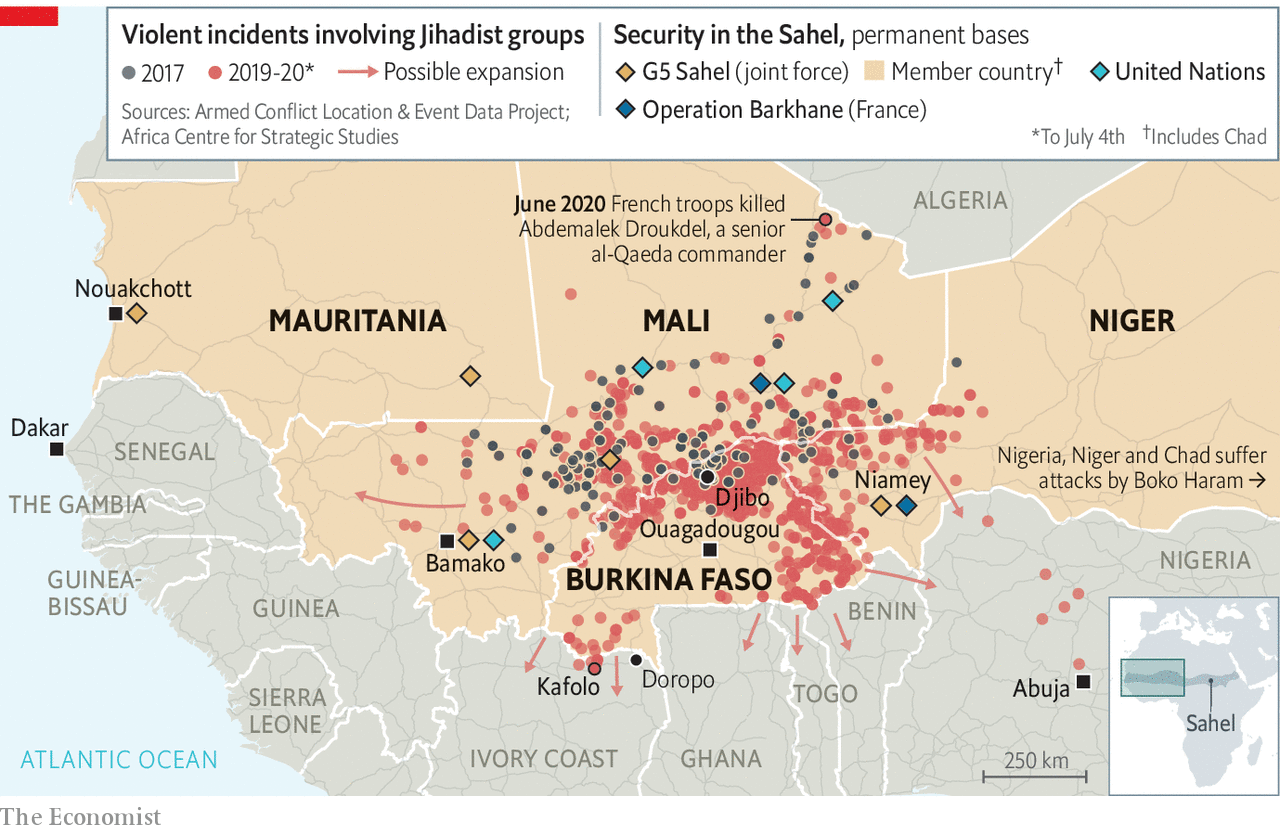 Violent incidents involving Jihadist groups
2017
2019-20*
Possible expansion
Sources: Armed Conflict Location & Event Data Project;
Africa Centre for Strategic Studies
Security in the Sahel, permanent bases
G5 Sahel (joint force)
Member country†
United Nations
Operation Barkhane (France)
*To July 4th †Includes Chad
June 2020 French troops killed
Abdemalek Droukdel, a senior
al-Qaeda commander
ALGERIA
Nouakchott
MAURITANIA
MALI
NIGER
Dakar
SENEGAL
Nigeria, Niger and Chad suffer
attacks by Boko Haram →
THE GAMBIA
Niamey
Djibo
Ouagadougou
Bamako
BURKINA FASO
NIGERIA
GUINEA-
BISSAU
GUINEA
BENIN
Kafolo
Doropo
SIERRA
LEONE
TOGO
Abuja
Sahel
ATLANTIC OCEAN
IVORY COAST
GHANA
250 km
The Economist